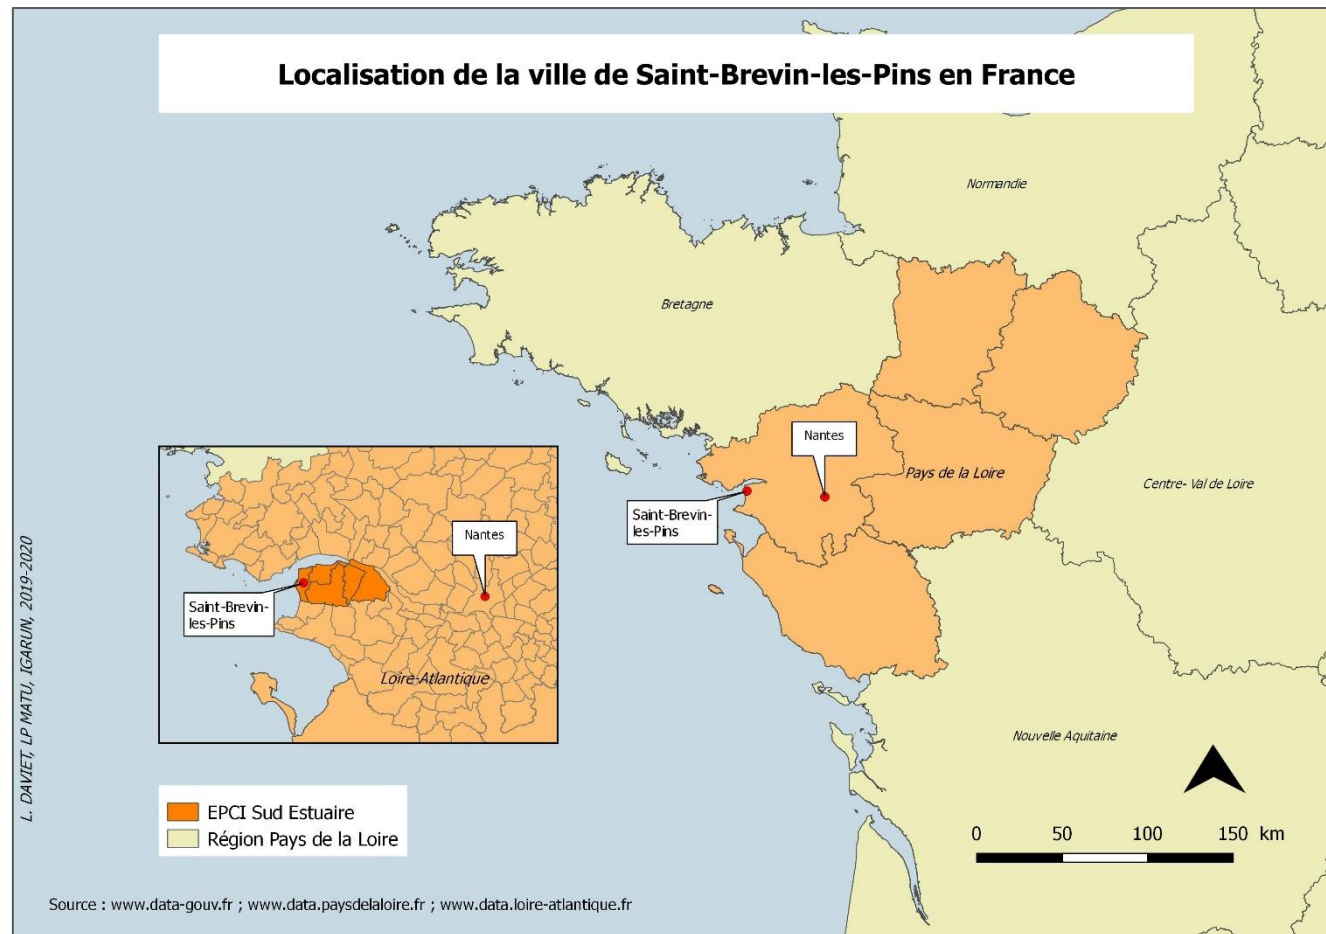 Localisation de la ville de Saint-Brevin-les-Pins en France
Normandie
Bretagne
Nantes
Pays de la Loire
Centre- Val de Loire
Saint-Brevin-
les-Pins
Nantes
Saint-Brevin-
les-Pins
Loire-Atlantique
Nouvelle Aquitaine
L. DAVIET, LP MATU, IGARUN, 2019-2020
EPCI Sud Estuaire
Région Pays de la Loire
0 50 100 150 km
Source : www.data-gouv.fr ; www.data.paysdelaloire.fr ; www.data.loire-atlantique.fr